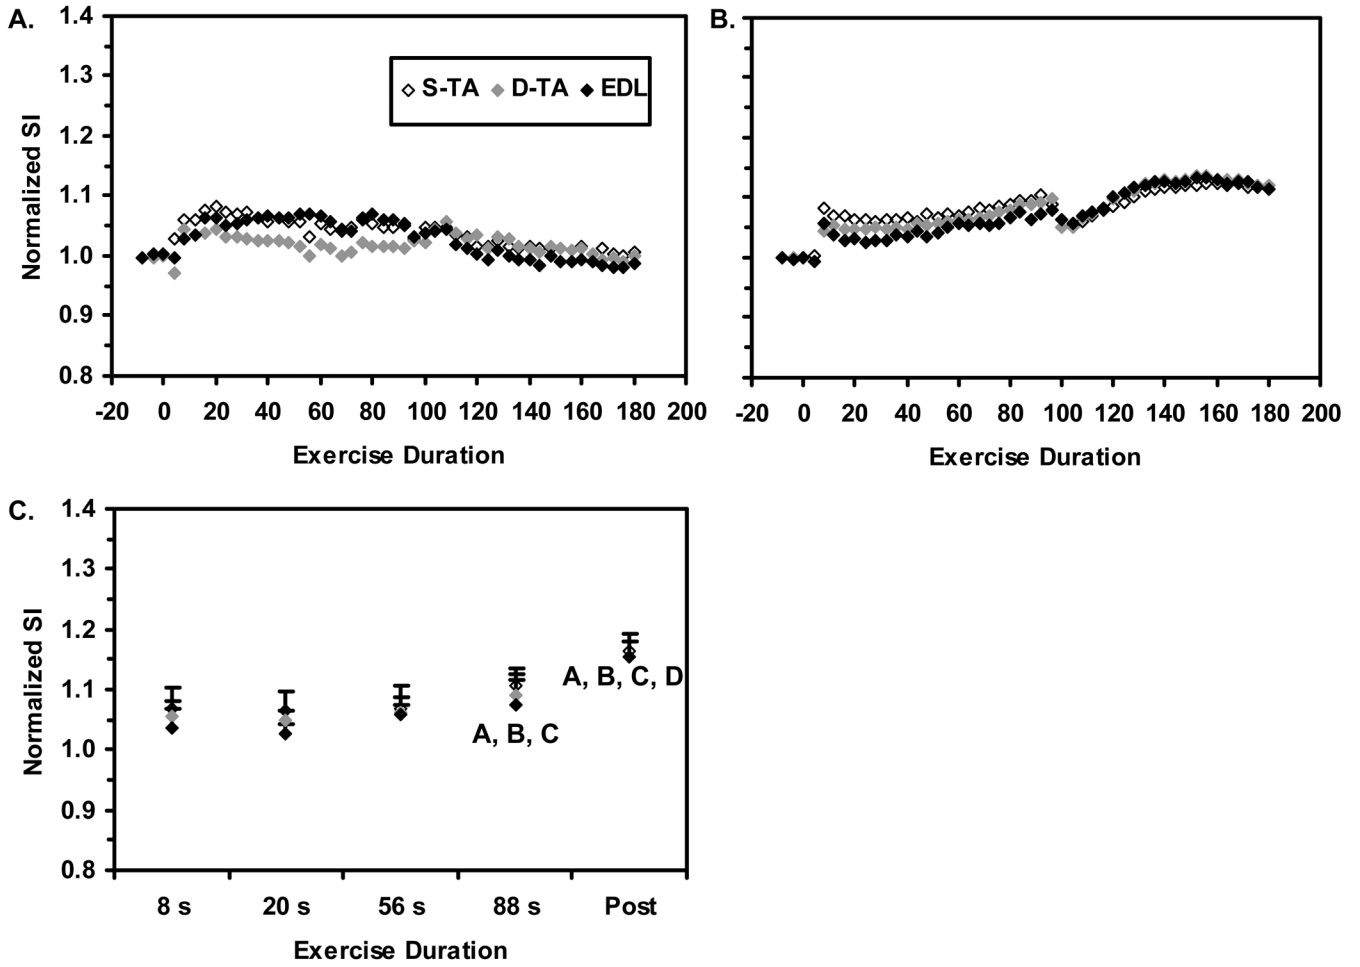 A.
1.4
1.3
1.2
1.1
1.0
0.9
0.8
Normalized SI
S-TA D-TA EDL
-20 0 20 40 60 80 100 120 140 160 180 200
Exercise Duration
B.
-20 0 20 40 60 80 100 120 140 160 180 200
Exercise Duration
C.
1.4
1.3
1.2
1.1
1.0
0.9
0.8
Normalized SI
A, B, C, D
A, B, C
8 s 20 s 56 s 88 s Post
Exercise Duration